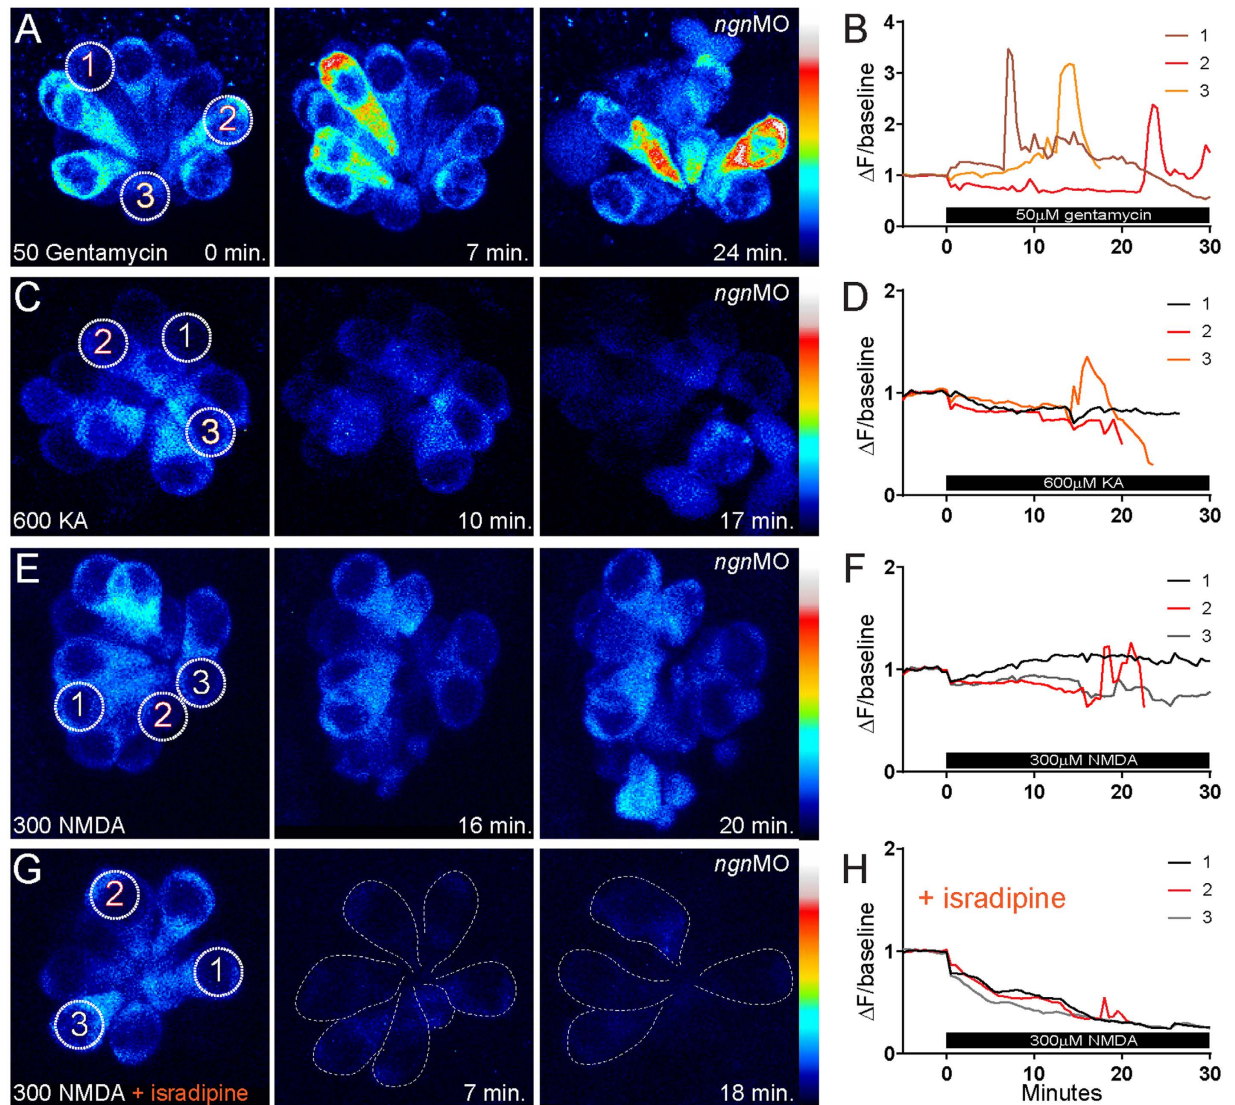 A
1
2
3
50 Gentamycin 0 min.
7 min.
ngnMO
24 min.
B
ΔF/baseline
4
3
2
1
0
1
2
3
50μM gentamycin
0 10 20 30
C
2
1
3
600 KA
10 min.
ngnMO
17 min.
D
ΔF/baseline
2
1
0
1
2
3
600μM KA
0 10 20 30
E
1
2
3
300 NMDA
16 min.
ngnMO
20 min.
F
ΔF/baseline
2
1
0
1
2
3
300μM NMDA
0 10 20 30
G
2
1
3
300 NMDA + isradipine
7 min.
ngnMO
18 min.
H
ΔF/baseline
2
1
0
+ isradipine
1
2
3
300μM NMDA
0 10 20 30
Minutes